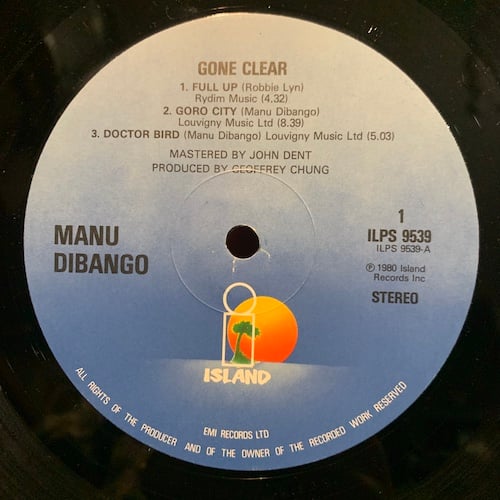 GONE CLEAR
1. FULL UP (Robbie Lyn)
Rydim Music (4.32)
2. GORO CITY (Manu Dibango)
Louvigny Music Ltd (8.39)
3. DOCTOR BIRD (Manu Dibango) Louvigny Music Ltd (5.03)
MASTERED BY JOHN DENT
PRODUCED BY GEOFFREY CHUNG
MANU
DIBANGO
1
ILPS 9539
ILPS 9539-A
℗ 1980 Island
Records Inc
STEREO
ISLAND
EMI RECORDS LTD
ALL RIGHTS OF THE PRODUCER AND OF THE OWNER OF THE RECORDED WORK RESERVED